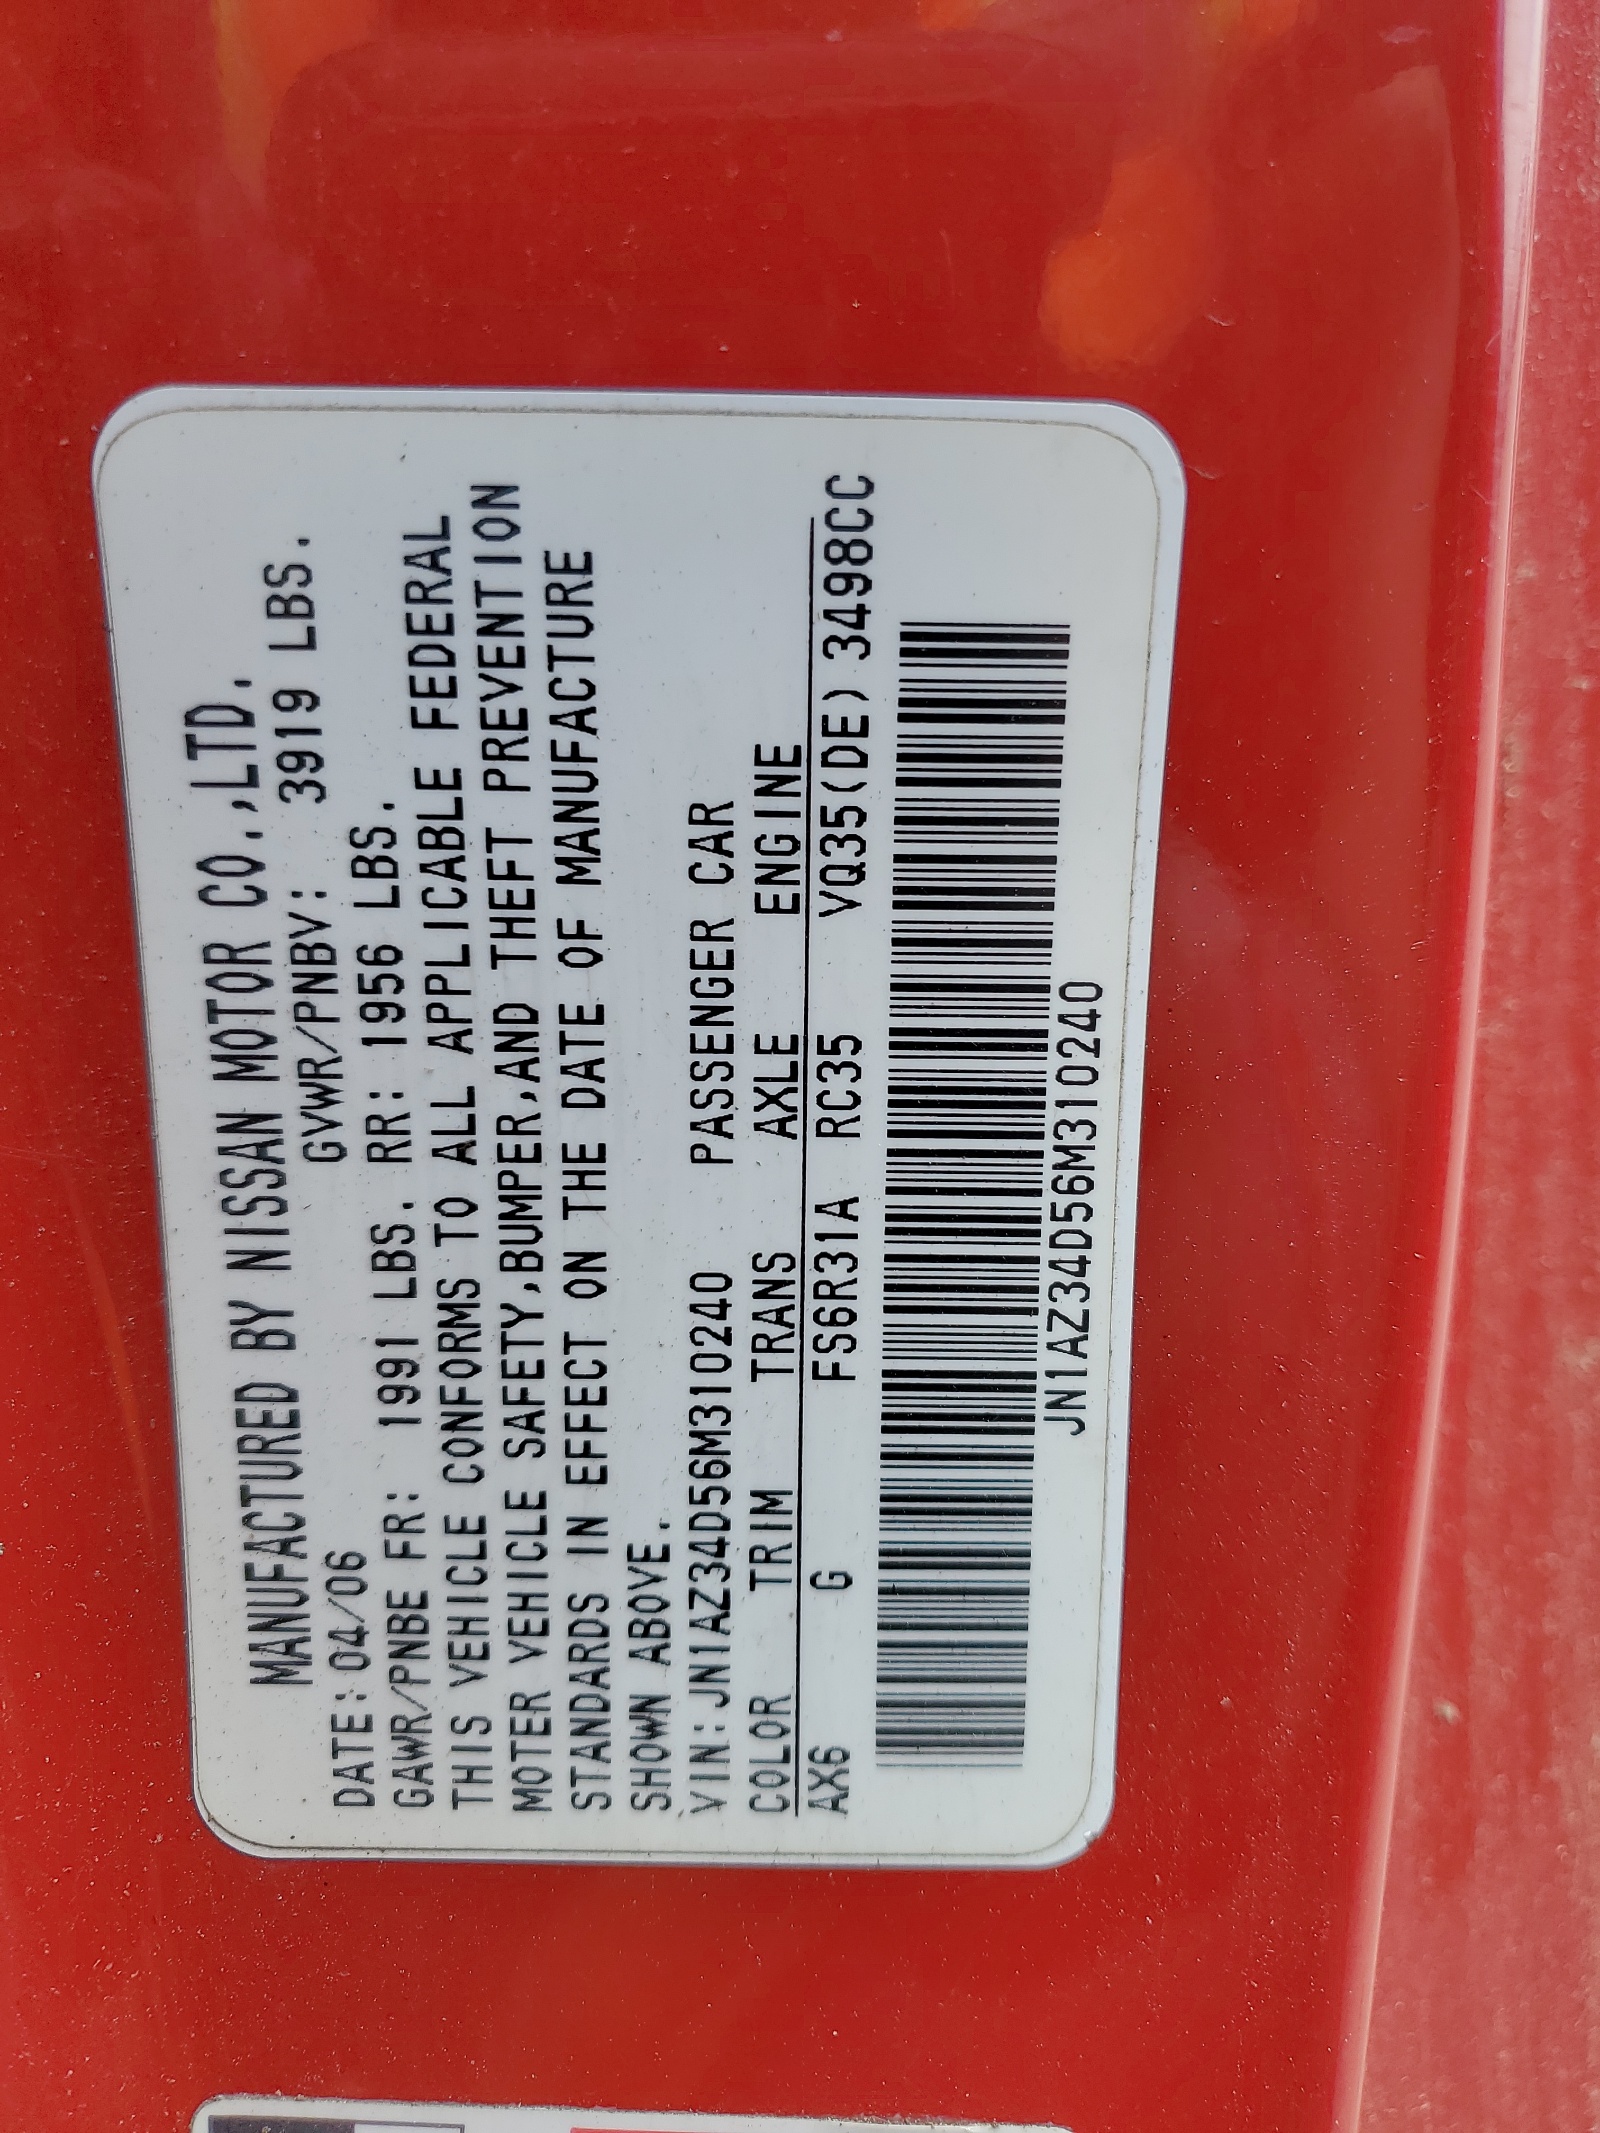 MANUFACTURED BY NISSAN MOTOR CO.,LTD.
DATE:04/06 GVWR/PNBV: 3919 LBS.
GAWR/PNBE FR: 1991 LBS. RR: 1956 LBS.
THIS VEHICLE CONFORMS TO ALL APPLICABLE FEDERAL
MOTER VEHICLE SAFETY,BUMPER,AND THEFT PREVENTION
STANDARDS IN EFFECT ON THE DATE OF MANUFACTURE
SHOWN ABOVE.
VIN:JN1AZ34D56M310240 PASSENGER CAR
COLOR TRIM TRANS AXLE ENGINE
AX6 G FS6R31A RC35 VQ35(DE) 3498CC
JN1AZ34D56M310240